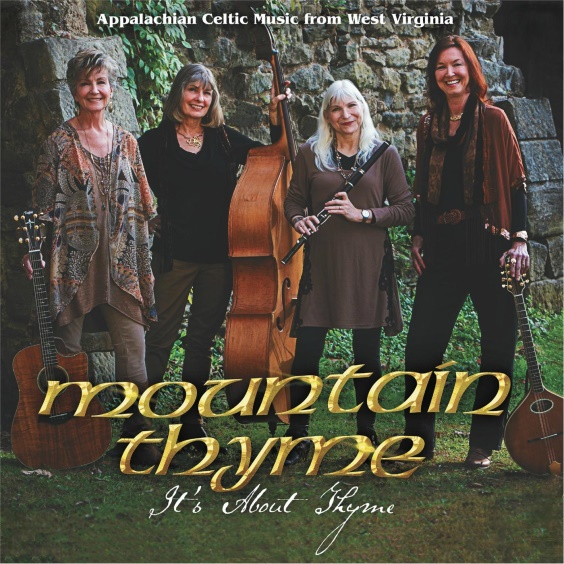 Appalachian Celtic Music from West Virginia
mountain
thyme
It's About Thyme